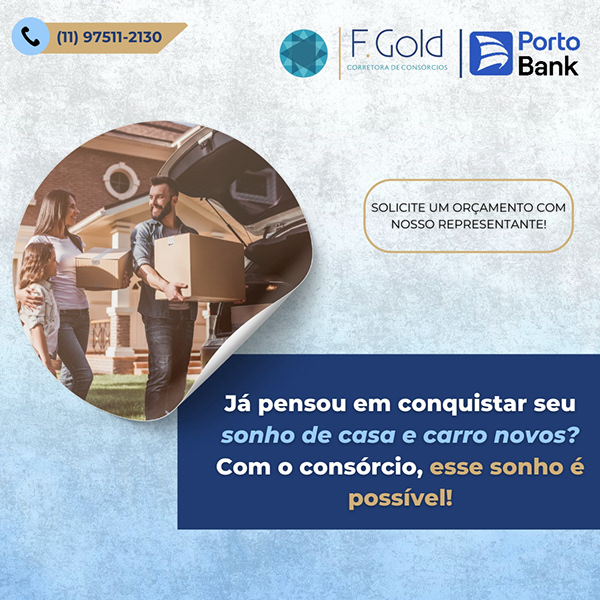 (11) 97511-2130
F.Gold
CORRETORA DE CONSÓRCIOS
Porto
Bank
SOLICITE UM ORÇAMENTO COM
NOSSO REPRESENTANTE!
Já pensou em conquistar seu
sonho de casa e carro novos?
Com o consórcio, esse sonho é
possível!